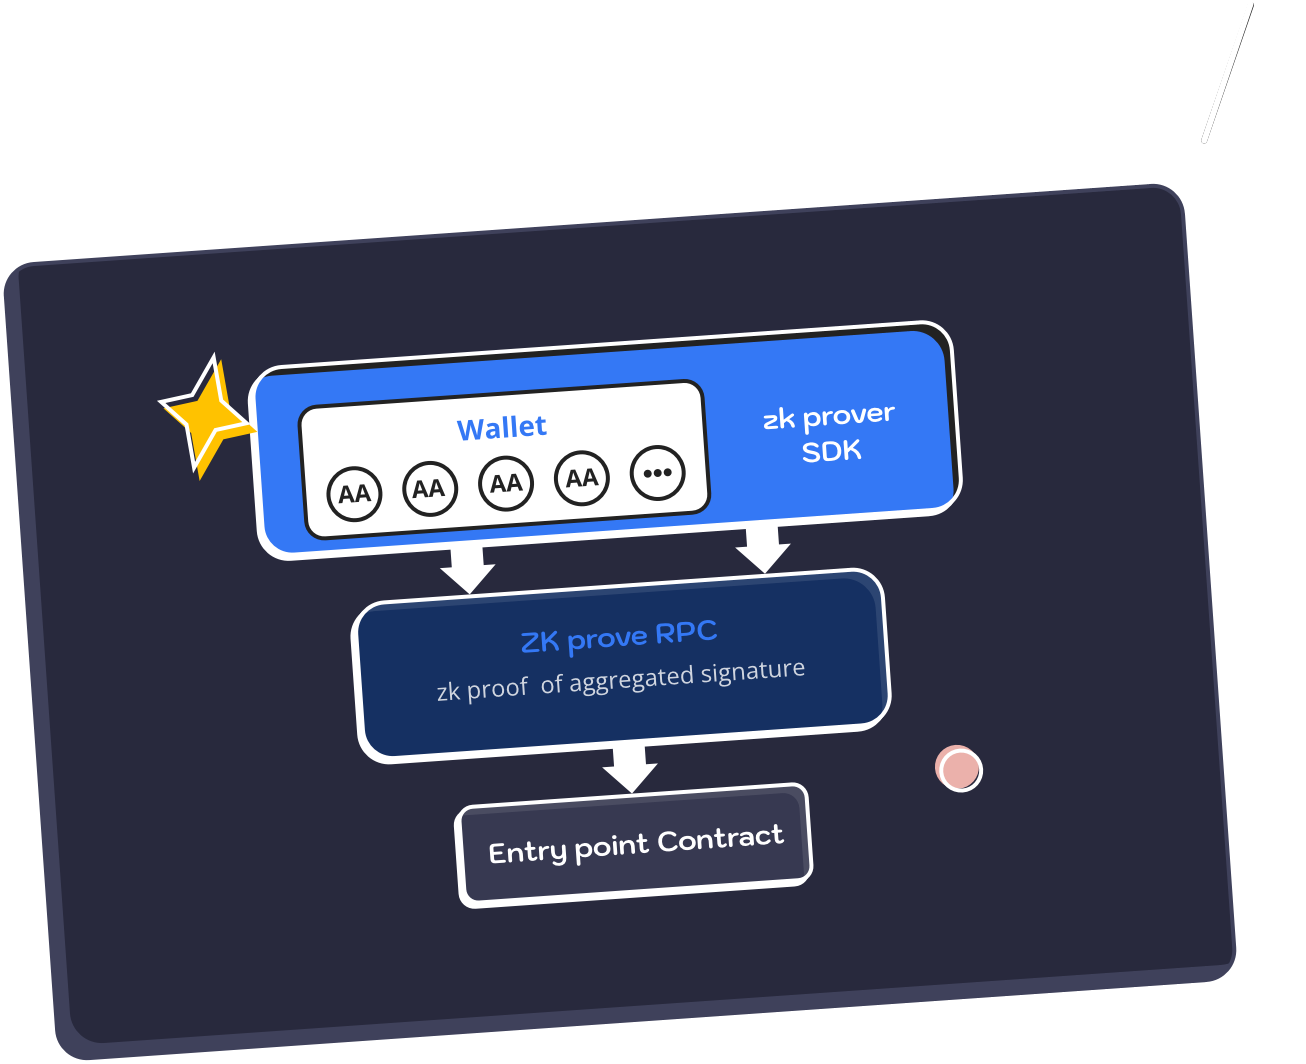 Wallet
AA AA AA AA •••
zk prover
SDK
ZK prove RPC
zk proof of aggregated signature
Entry point Contract